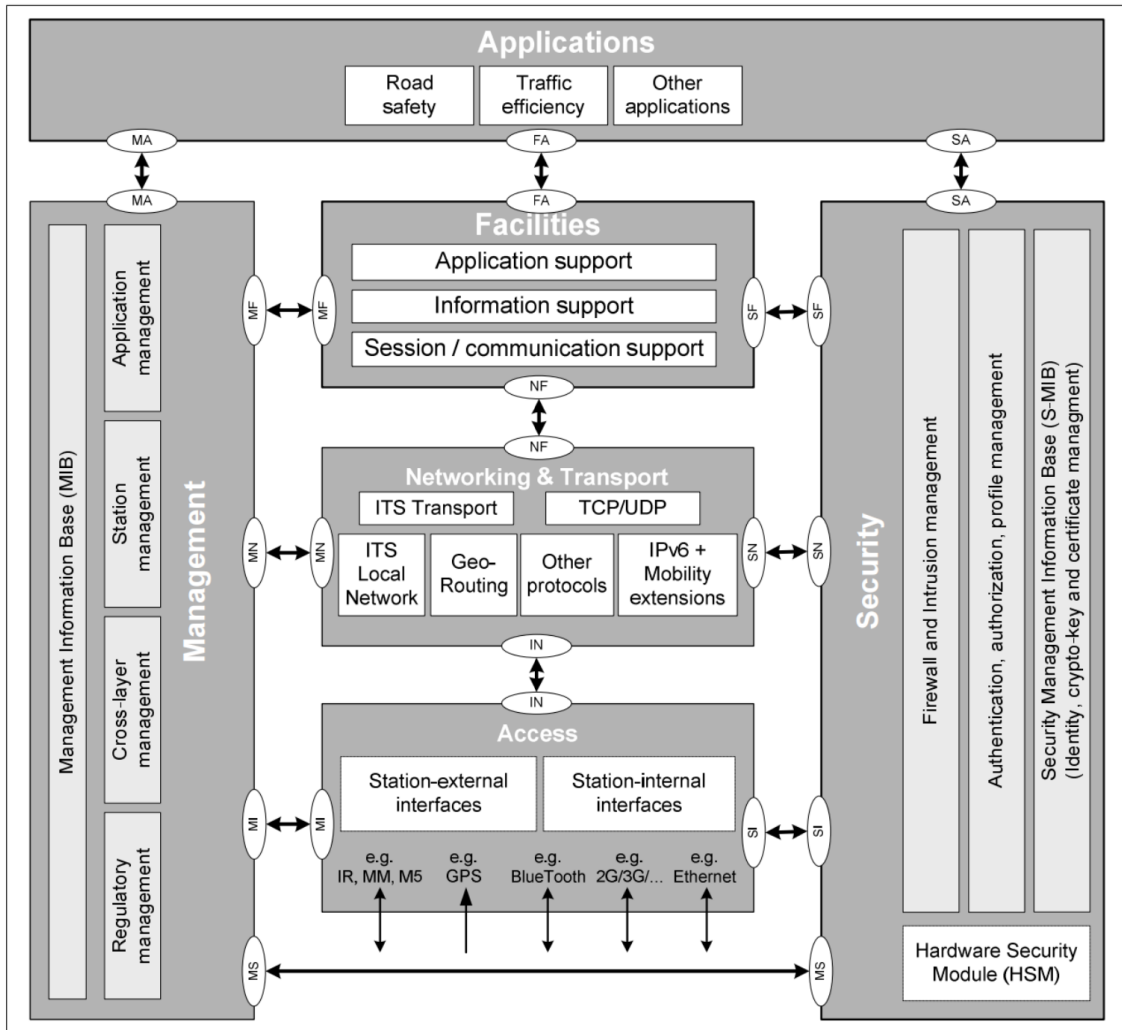 Applications
Road
safety
Traffic
efficiency
Other
applications
MA
FA
SA
MA
FA
SA
Management
Management Information Base (MIB)
Application
management
Station
management
Cross-layer
management
Regulatory
management
MF
MF
MN
MN
MI
MI
MS
Facilities
Application support
Information support
Session / communication support
NF
NF
Networking & Transport
ITS Transport
TCP/UDP
ITS
Local
Network
Geo-
Routing
Other
protocols
IPv6 +
Mobility
extensions
IN
IN
Access
Station-external
interfaces
Station-internal
interfaces
e.g.
IR, MM, M5
e.g.
GPS
e.g.
BlueTooth
e.g.
2G/3G/...
e.g.
Ethernet
SF
SF
SN
SN
SI
SI
MS
Security
Firewall and Intrusion management
Authentication, authorization, profile management
Security Management Information Base (S-MIB)
(Identity, crypto-key and certificate managment)
Hardware Security
Module (HSM)